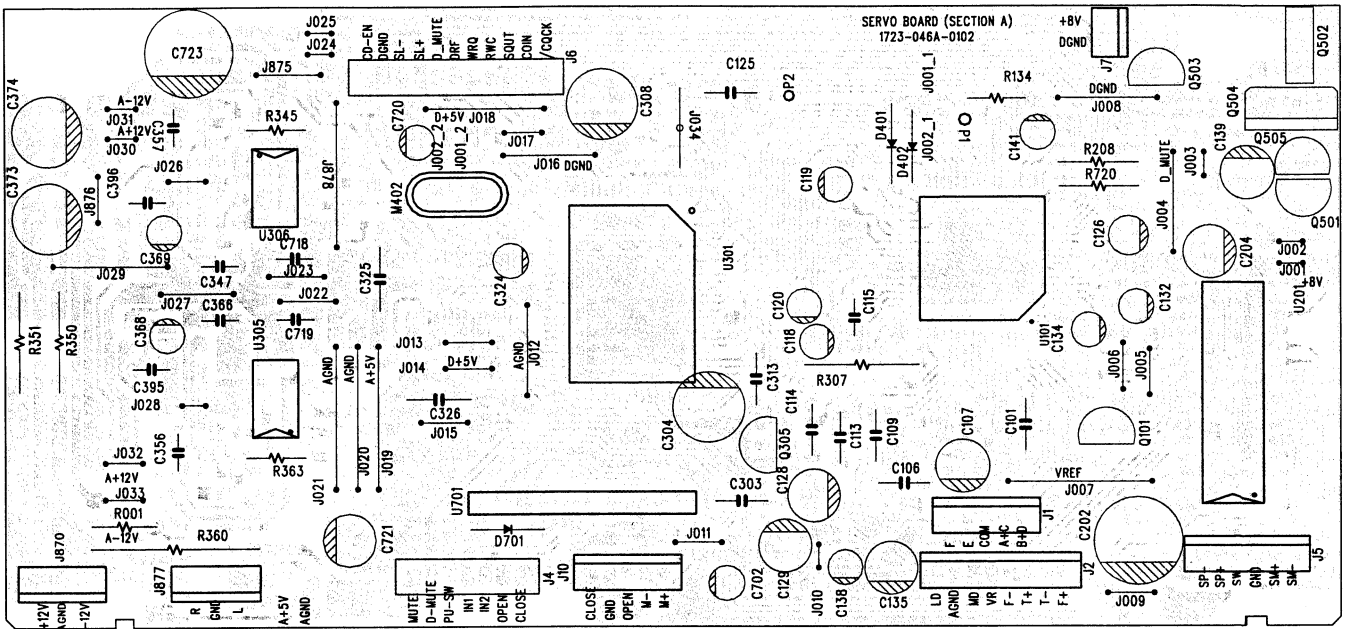 SERVO BOARD (SECTION A)
1723-046A-0102
+8V
DGND
J7
Q502
Q503
Q504
Q505
Q501
C723
J025
J024
J875
CD-EN
DGND
SL-
SL+
D_MUTE
DRF
WRQ
RWC
SQUT
COIN
/CQCK
J6
C125
OP2
J001_1
R134
DGND
J008
C374
A-12V
J031
A+12V
J030
C357
R345
C720
D+5V
J018
J002_2
J001_2
J017
J016
DGND
C308
J034
D401
D402
J002_1
P1
C141
R208
R720
D_MUTE
J003
C139
C373
J876
C396
J026
U306
J878
M402
C119
C126
J004
C204
J002
J001
+8V
U201
C369
J029
C347
C718
J023
C325
C324
U301
J027
C366
J022
C719
U305
C120
C118
C115
U101
C134
C132
R351
R350
C368
C395
J028
J013
J014
D+5V
AGND
J012
C326
J015
AGND
AGND
A+5V
J021
J020
J019
C313
R307
J006
J005
C304
Q305
C114
C113
C109
C107
C101
Q101
C356
J032
A+12V
J033
R001
A-12V
R363
R360
U701
D701
C303
C128
C106
VREF
J007
C202
J870
+12V
AGND
-12V
J877
R
GND
L
A+5V
AGND
C721
J4
MUTE
D-MUTE
PU-SW
IN1
IN2
OPEN
CLOSE
J10
CLOSE
GND
OPEN
M-
M+
J011
C702
C129
J010
C138
C135
J1
F
E
COM
A+C
B+D
J2
LD
AGND
MD
VR
F-
T+
T-
F+
J009
J5
SP-
SP+
SW
GND
SM+
SM-